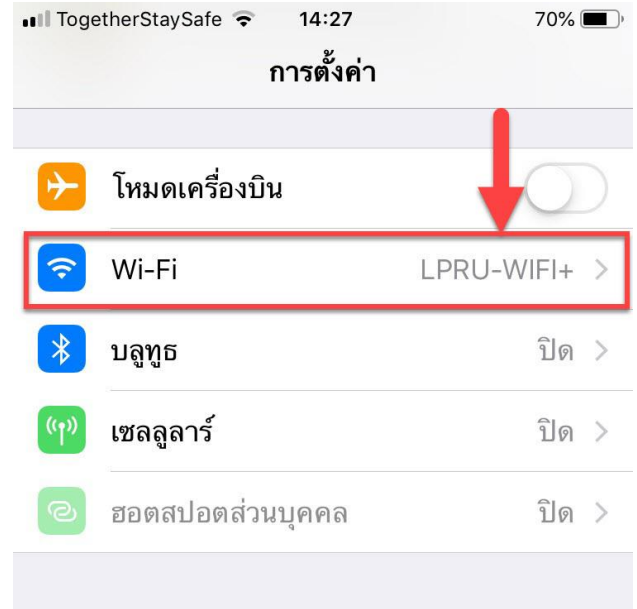 TogetherStaySafe 14:27 70%
การตั้งค่า
โหมดเครื่องบิน
Wi-Fi LPRU-WIFI+
บลูทูธ ปิด
เซลลูลาร์ ปิด
ฮอตสปอตส่วนบุคคล ปิด